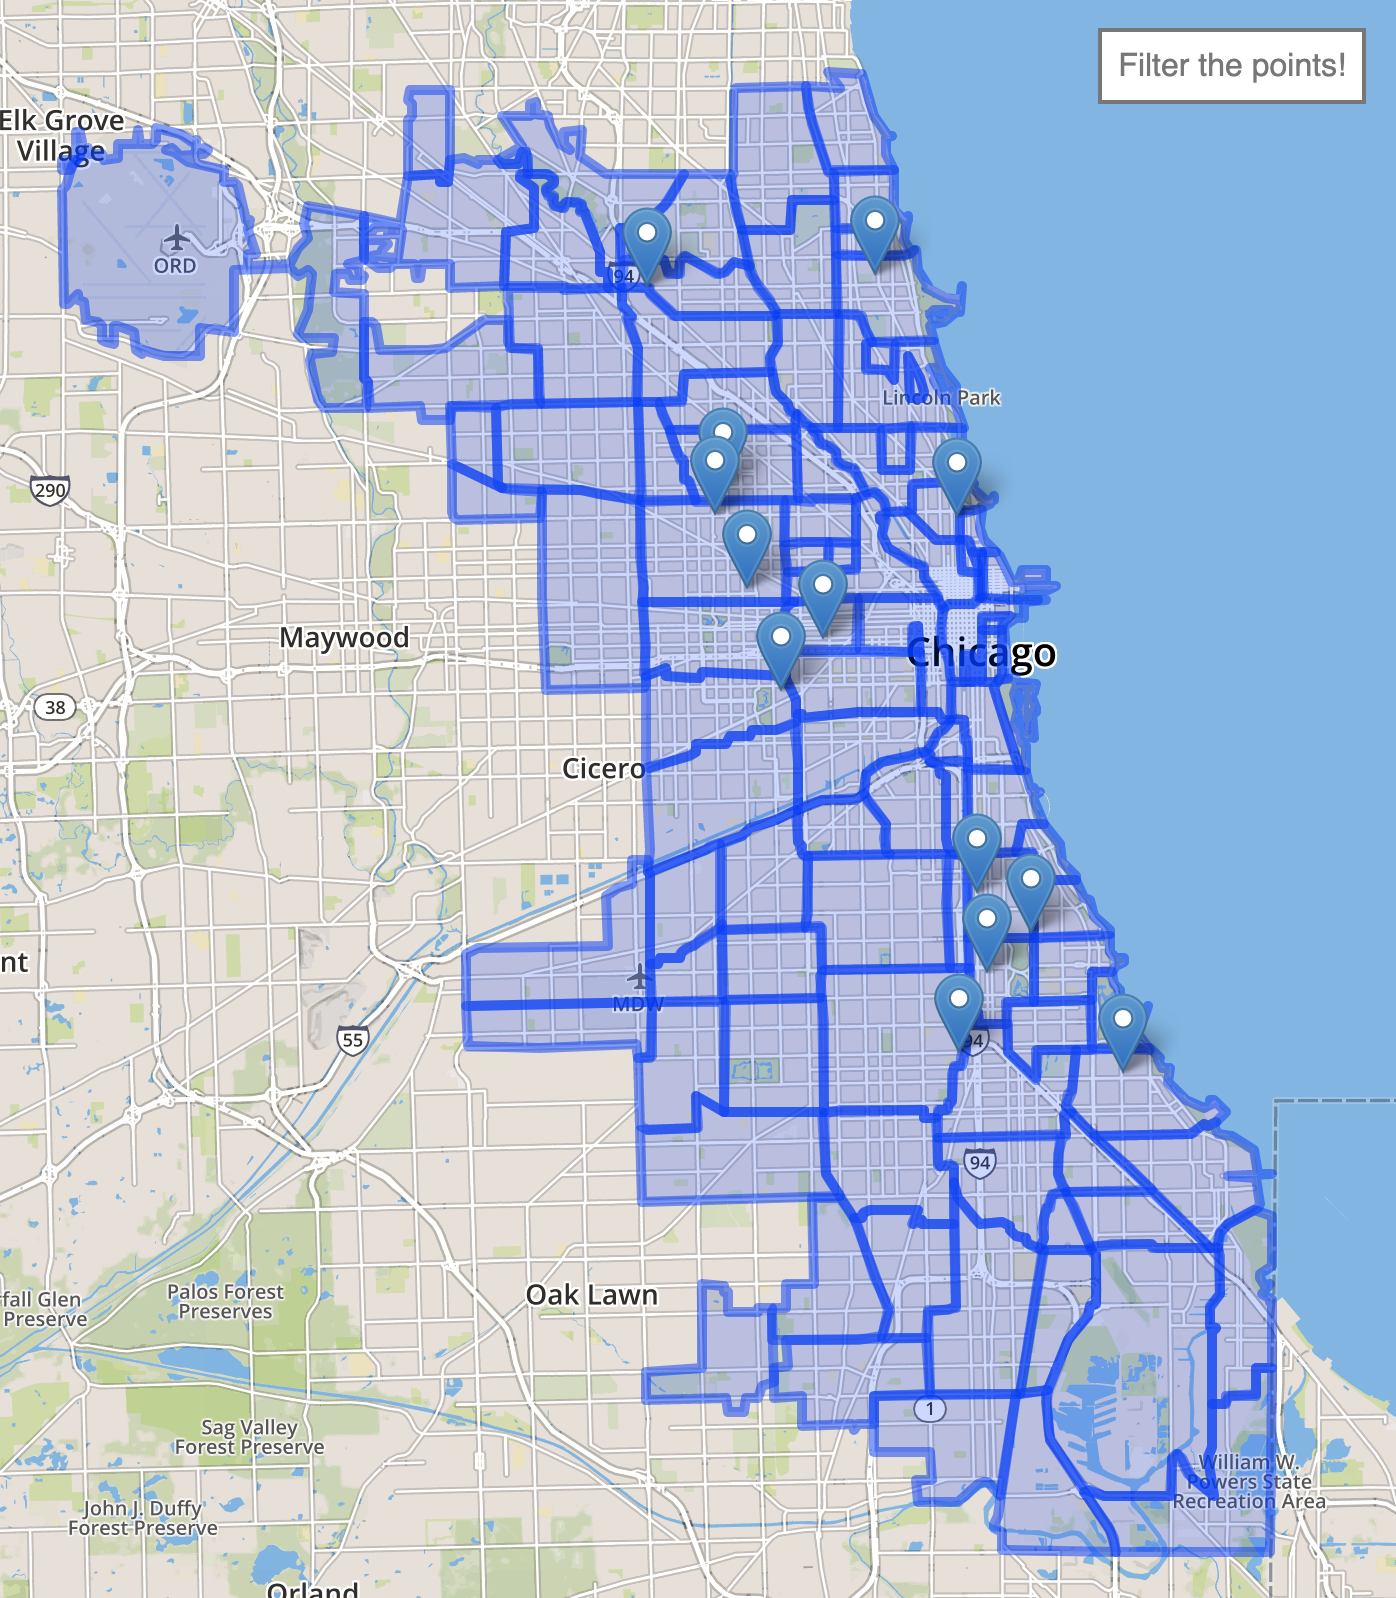 Filter the points!
Elk Grove
Village
ORD
94
Lincoln Park
290
Maywood
Chicago
38
Cicero
nt
MDW
55
94
94
Oak Lawn
Palos Forest
Preserves
fall Glen
Preserve
1
Sag Valley
Forest Preserve
William W.
Powers State
Recreation Area
John J. Duffy
Forest Preserve
Orland